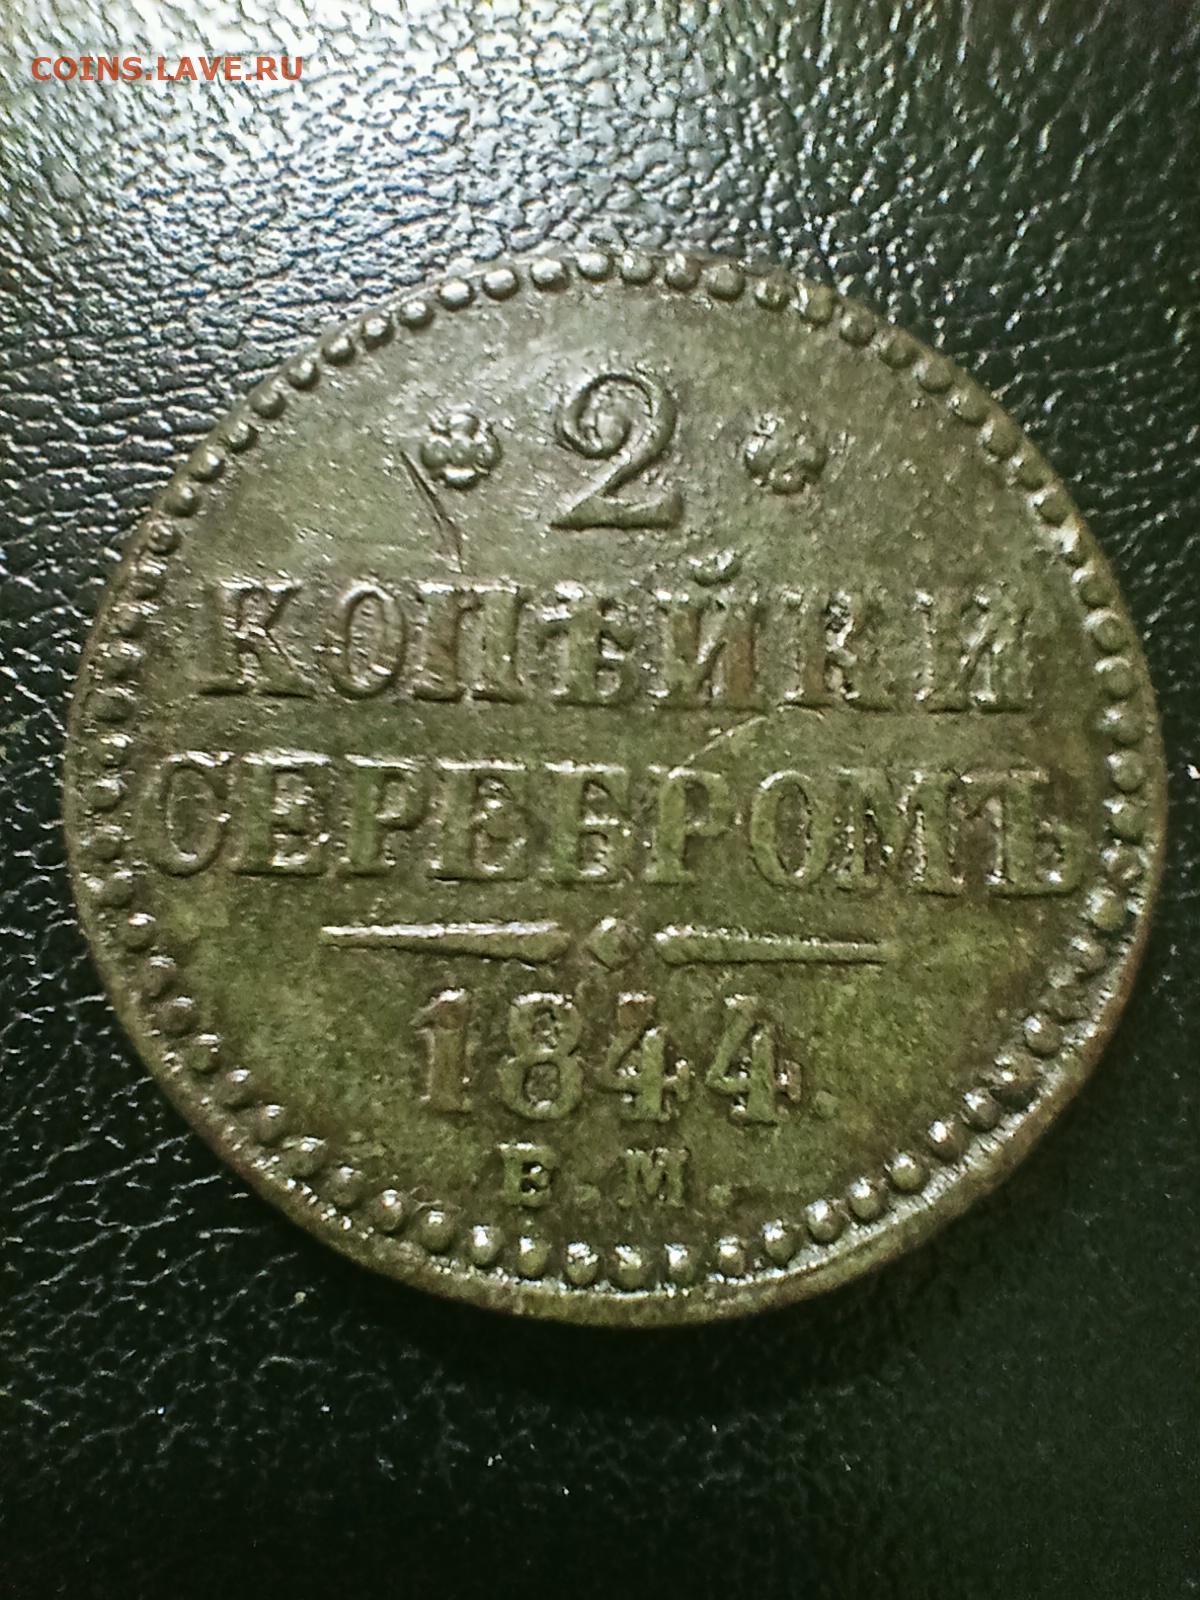 COINS.LAVE.RU
2
КОПѢЙКИ
СЕРЕБРОМЪ
1844.
Е.М.